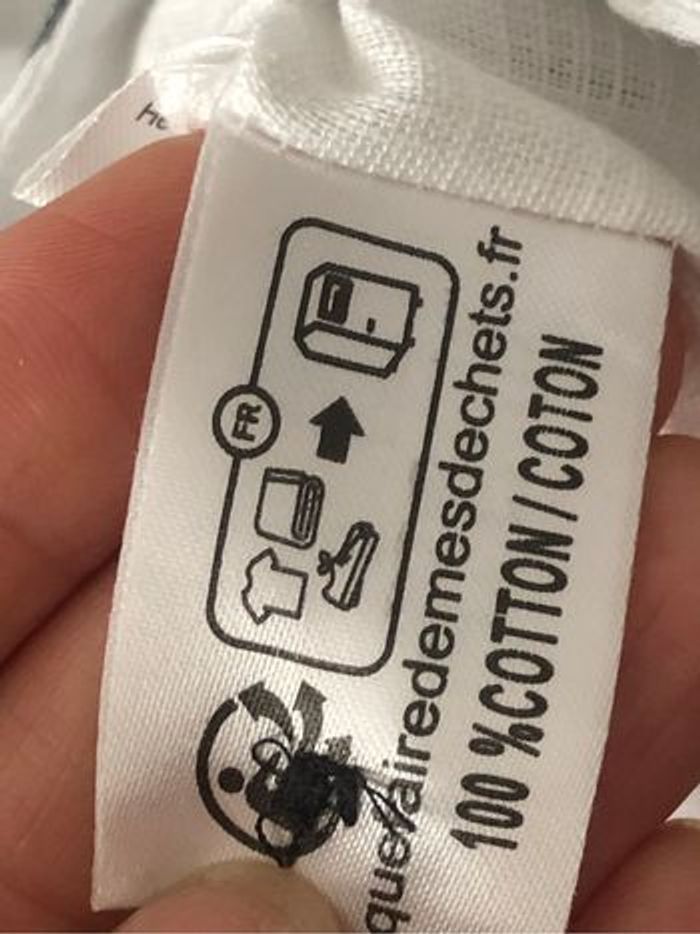 FR
quefairedemesdechets.fr
100 %COTTON/COTON